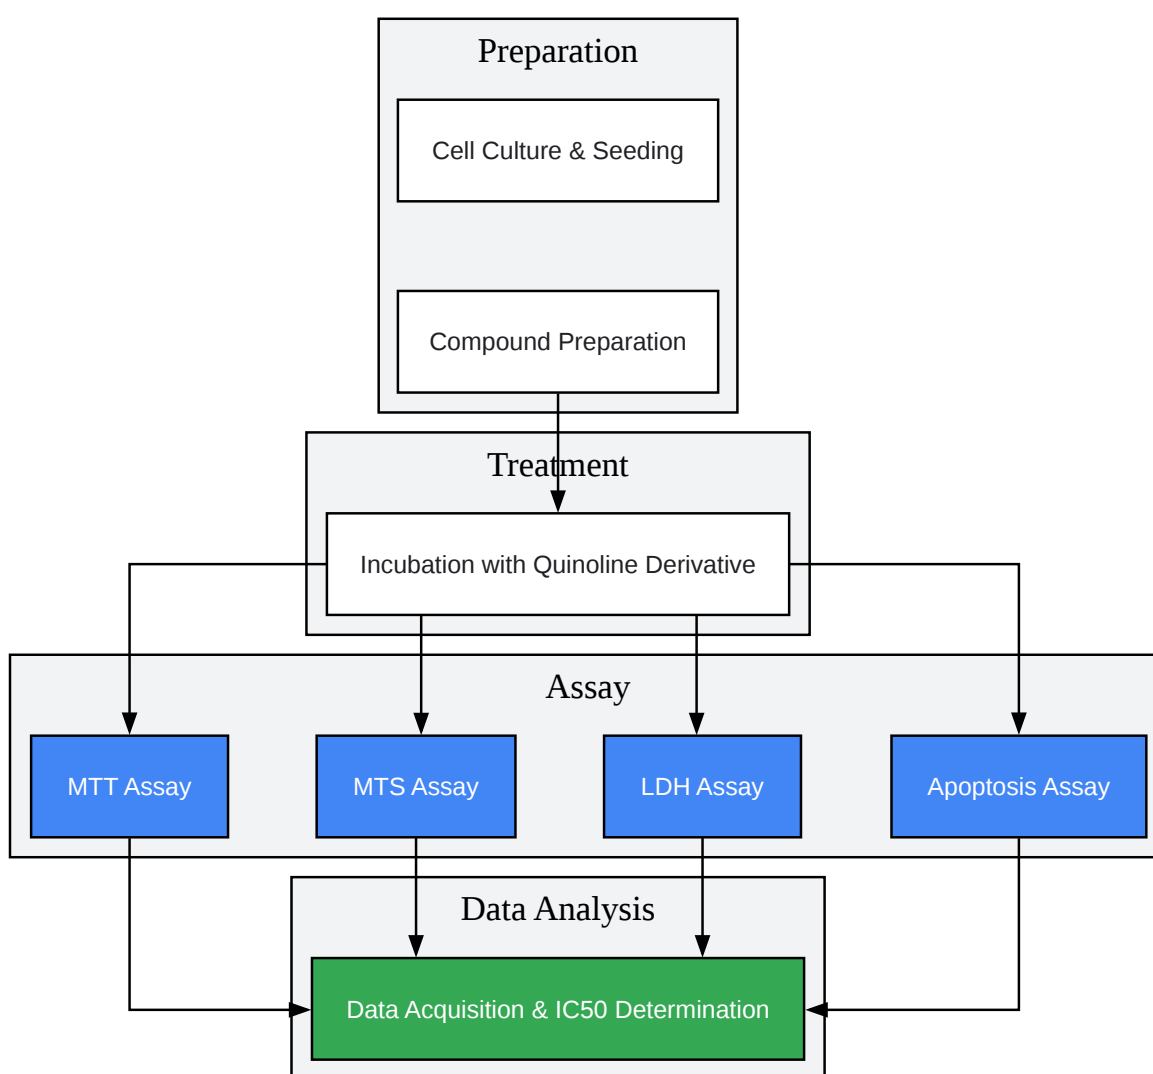 Preparation
Cell Culture & Seeding
Compound Preparation
Treatment
Incubation with Quinoline Derivative
Assay
MTT Assay
MTS Assay
LDH Assay
Apoptosis Assay
Data Analysis
Data Acquisition & IC50 Determination